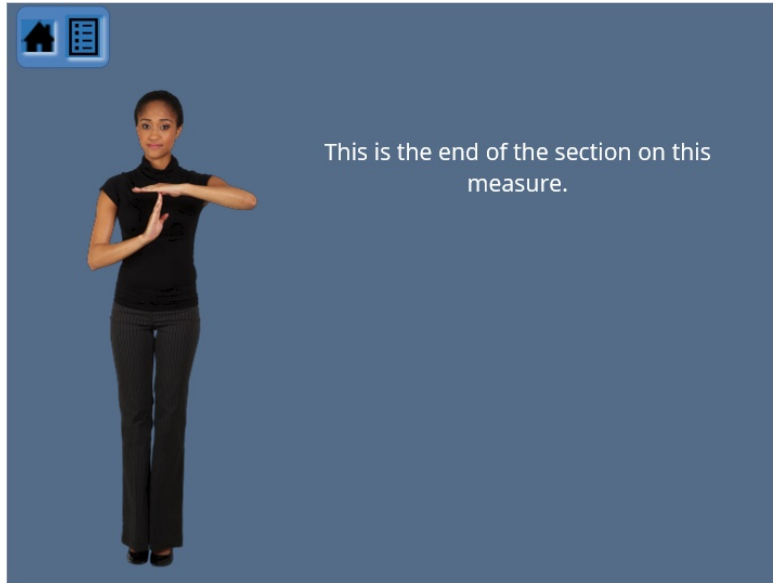 This is the end of the section on this
measure.